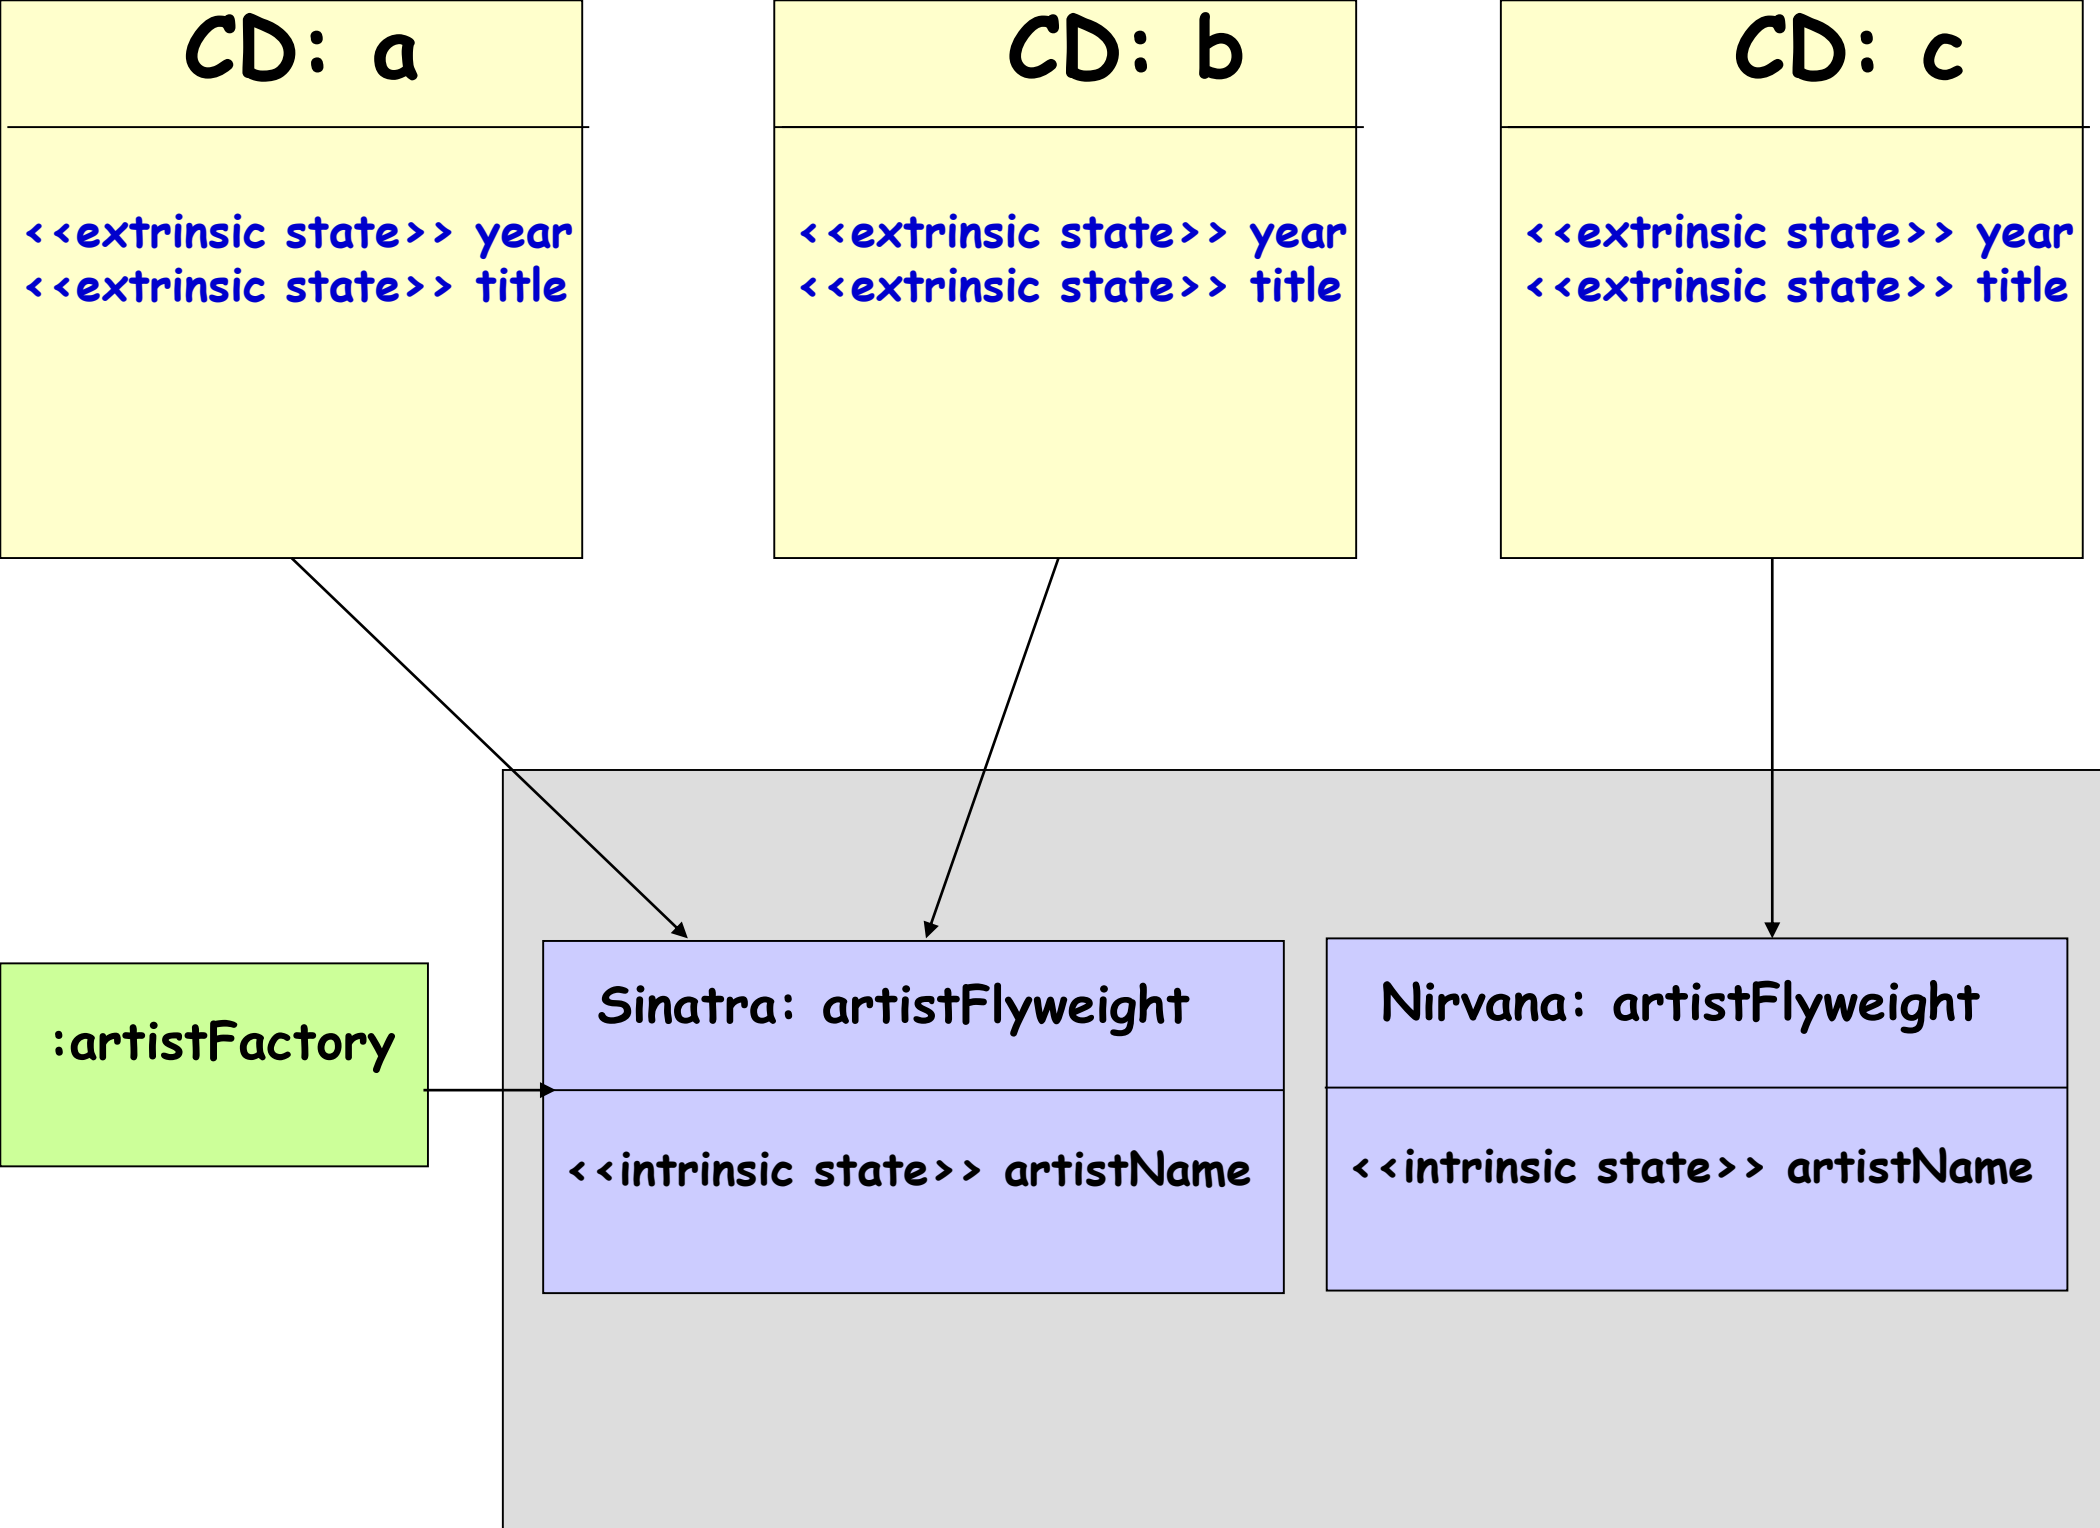 CD: a
<<extrinsic state>> year
<<extrinsic state>> title
CD: b
<<extrinsic state>> year
<<extrinsic state>> title
CD: c
<<extrinsic state>> year
<<extrinsic state>> title
:artistFactory
Sinatra: artistFlyweight
<<intrinsic state>> artistName
Nirvana: artistFlyweight
<<intrinsic state>> artistName